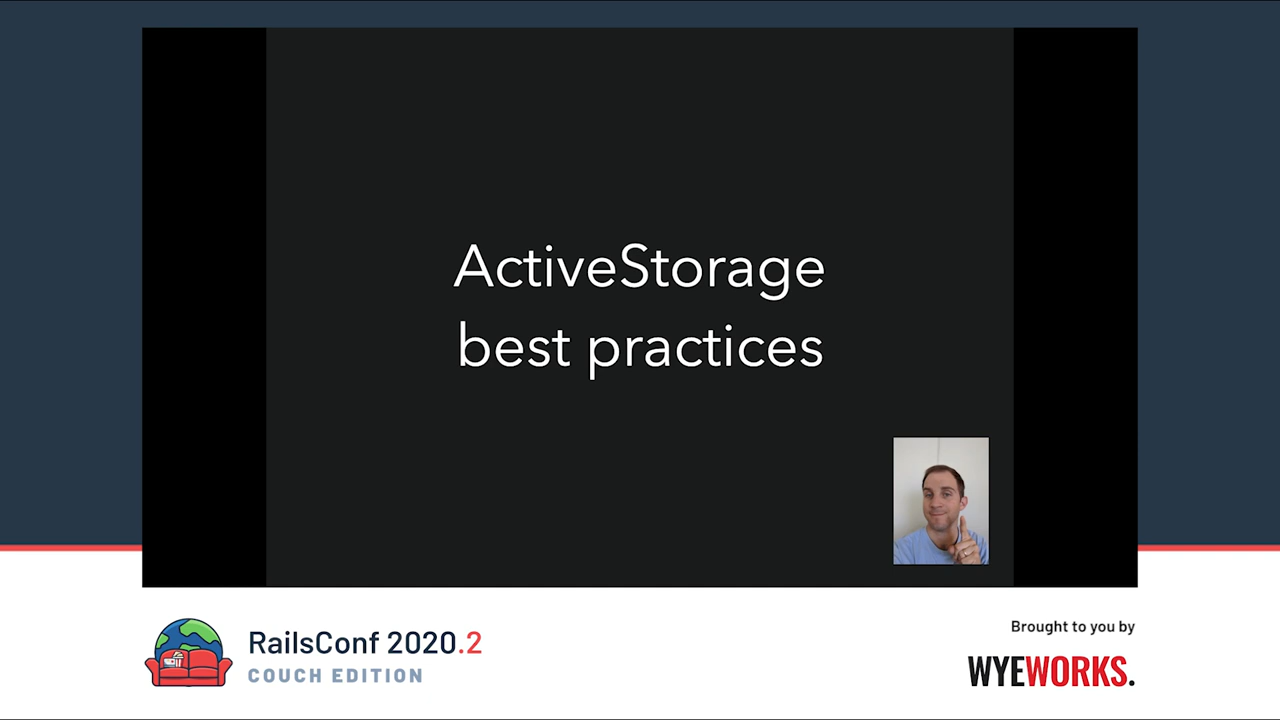 ActiveStorage
best practices
RailsConf 2020.2
COUCH EDITION
Brought to you by
WYEWORKS.